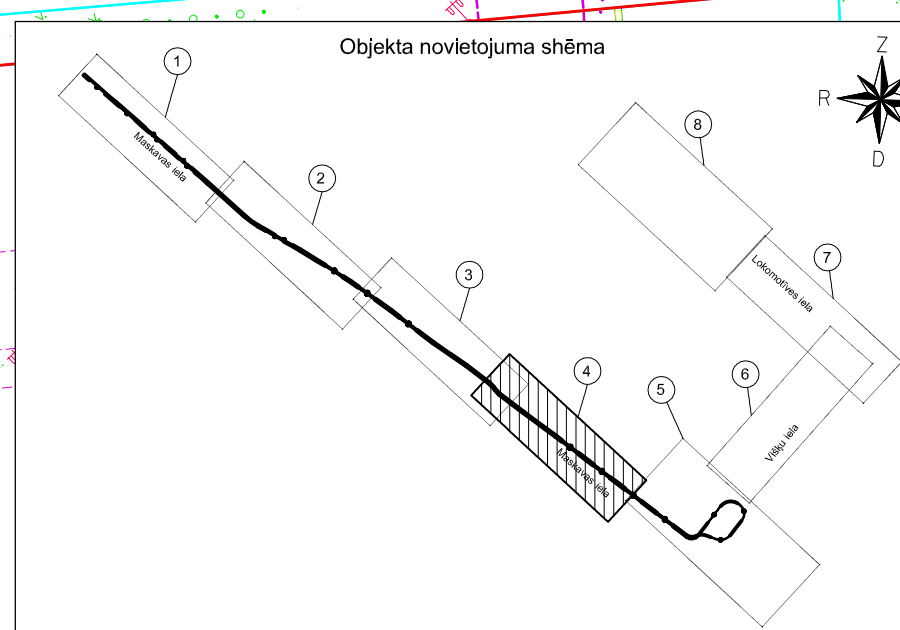 Objekta novietojuma shēma
Z
R
D
1
2
3
4
5
6
7
8
Maskavas iela
Maskavas iela
Lokomotīves iela
Višķu iela